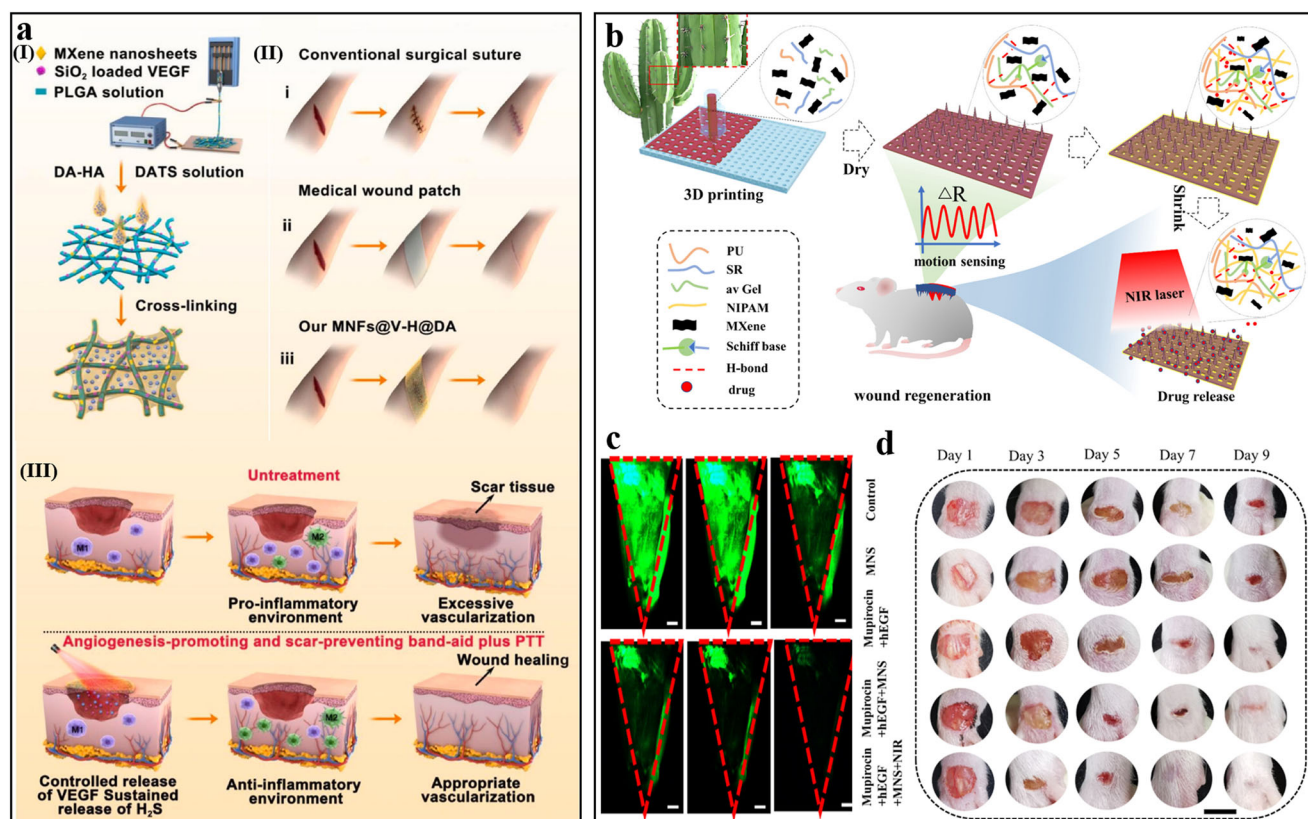 a
(I)
MXene nanosheets
SiO2 loaded VEGF
PLGA solution
DA-HA
DATS solution
Cross-linking
(II)
Conventional surgical suture
i
Medical wound patch
ii
Our MNFs@V-H@DA
iii
(III)
Untreatment
Scar tissue
M1
M2
Pro-inflammatory
environment
Excessive
vascularization
Angiogenesis-promoting and scar-preventing band-aid plus PTT
Wound healing
M1
M2
Controlled release
of VEGF Sustained
release of H2S
Anti-inflammatory
environment
Appropriate
vascularization
b
3D printing
Dry
Shrink
△R
motion sensing
PU
SR
av Gel
NIPAM
MXene
Schiff base
H-bond
drug
wound regeneration
NIR laser
Drug release
c
d
Day 1
Day 3
Day 5
Day 7
Day 9
Control
MNS
Mupirocin
+hEGF
Mupirocin
+hEGF+MNS
Mupirocin
+hEGF
+MNS+NIR